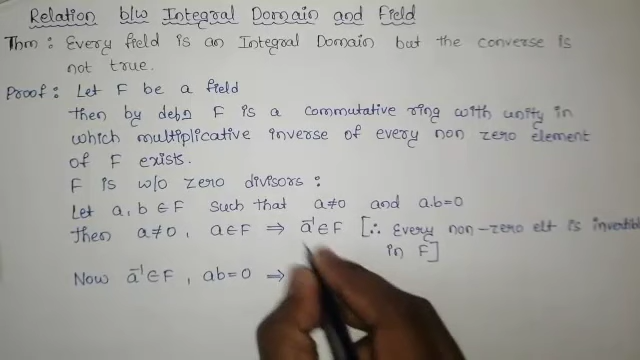 Relation b/w Integral Domain and Field
Thm : Every field is an Integral Domain but the converse is
not true.
Proof : Let F be a field
then by defn F is a commutative ring with unity in
which multiplicative inverse of every non zero element
of F exists.
F is w/o zero divisors :
Let a, b ∈ F such that a≠0 and a.b=0
Then a≠0, a∈F ⇒ a⁻¹∈F [∴ Every non-zero elt is invertible
in F]
Now a⁻¹∈F, ab=0 ⇒